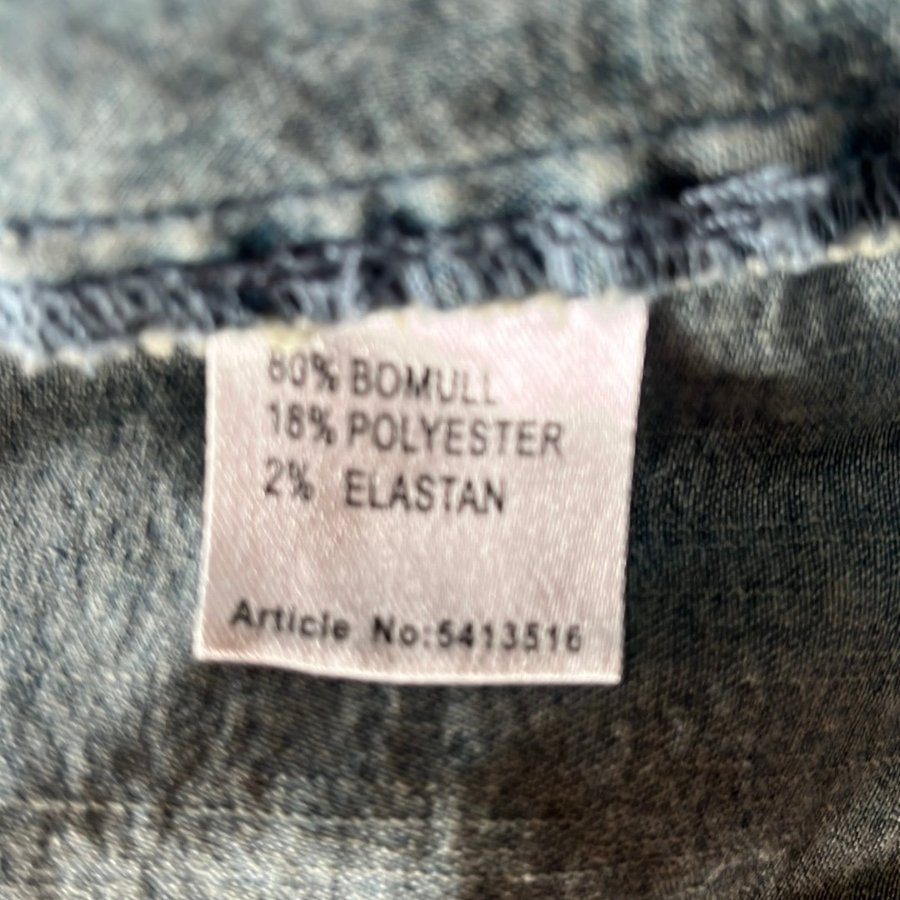 80% BOMULL
18% POLYESTER
2% ELASTAN
Article No:5413516